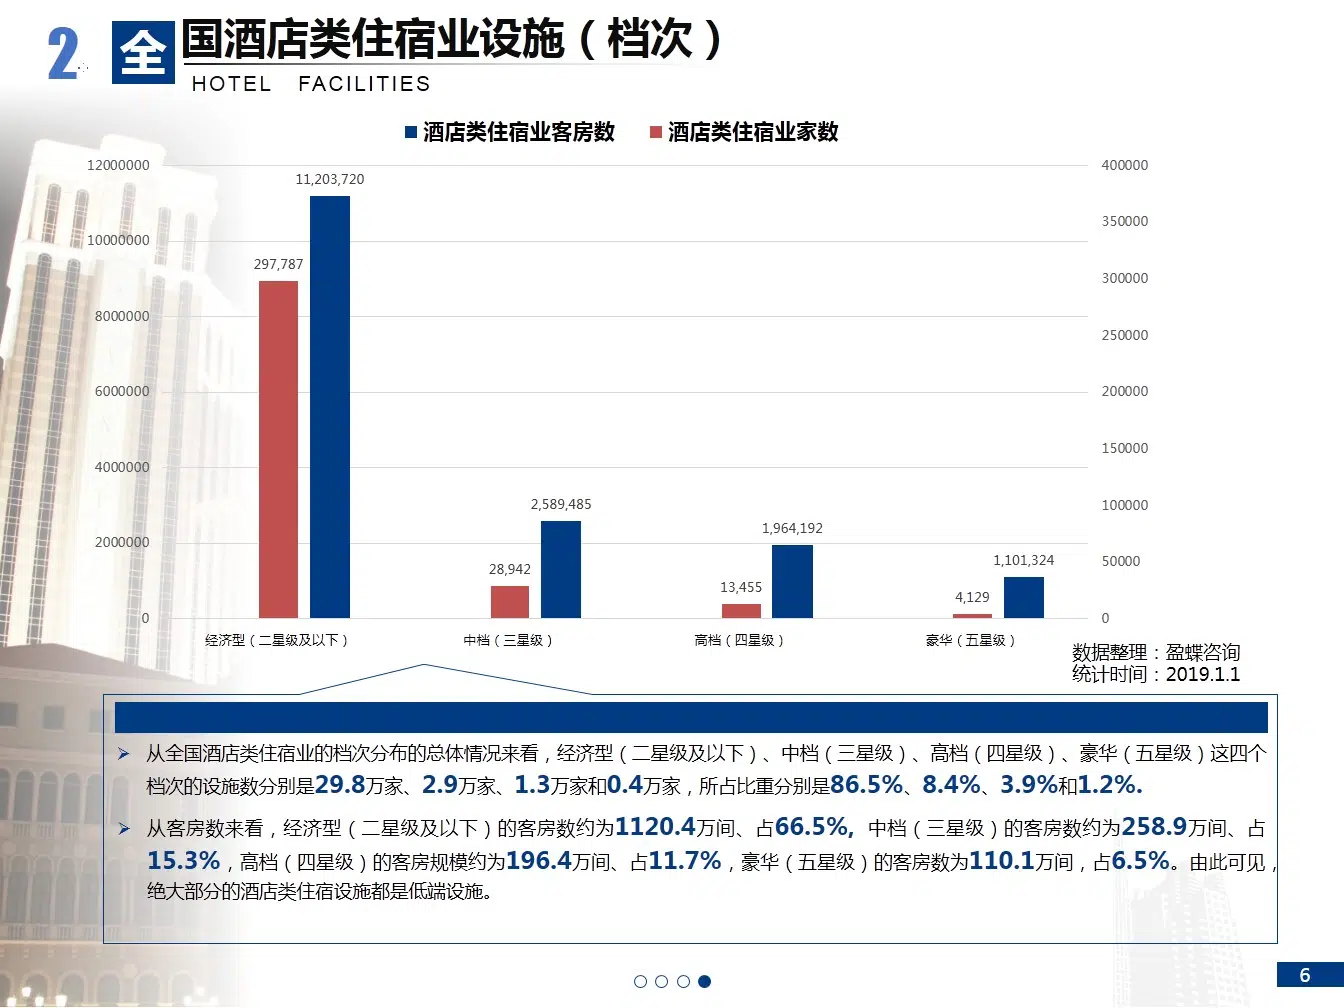 2
全国酒店类住宿业设施（档次）
HOTEL FACILITIES
酒店类住宿业客房数 酒店类住宿业家数
12000000
10000000
8000000
6000000
4000000
2000000
0
400000
350000
300000
250000
200000
150000
100000
50000
0
297,787
11,203,720
28,942
2,589,485
13,455
1,964,192
4,129
1,101,324
经济型（二星级及以下） 中档（三星级） 高档（四星级） 豪华（五星级）
数据整理：盈蝶咨询
统计时间：2019.1.1
从全国酒店类住宿业的档次分布的总体情况来看，经济型（二星级及以下）、中档（三星级）、高档（四星级）、豪华（五星级）这四个
档次的设施数分别是29.8万家、2.9万家、1.3万家和0.4万家，所占比重分别是86.5%、8.4%、3.9%和1.2%.
从客房数来看，经济型（二星级及以下）的客房数约为1120.4万间、占66.5%, 中档（三星级）的客房数约为258.9万间、占
15.3%，高档（四星级）的客房规模约为196.4万间、占11.7%，豪华（五星级）的客房数为110.1万间，占6.5%。由此可见，
绝大部分的酒店类住宿设施都是低端设施。
6